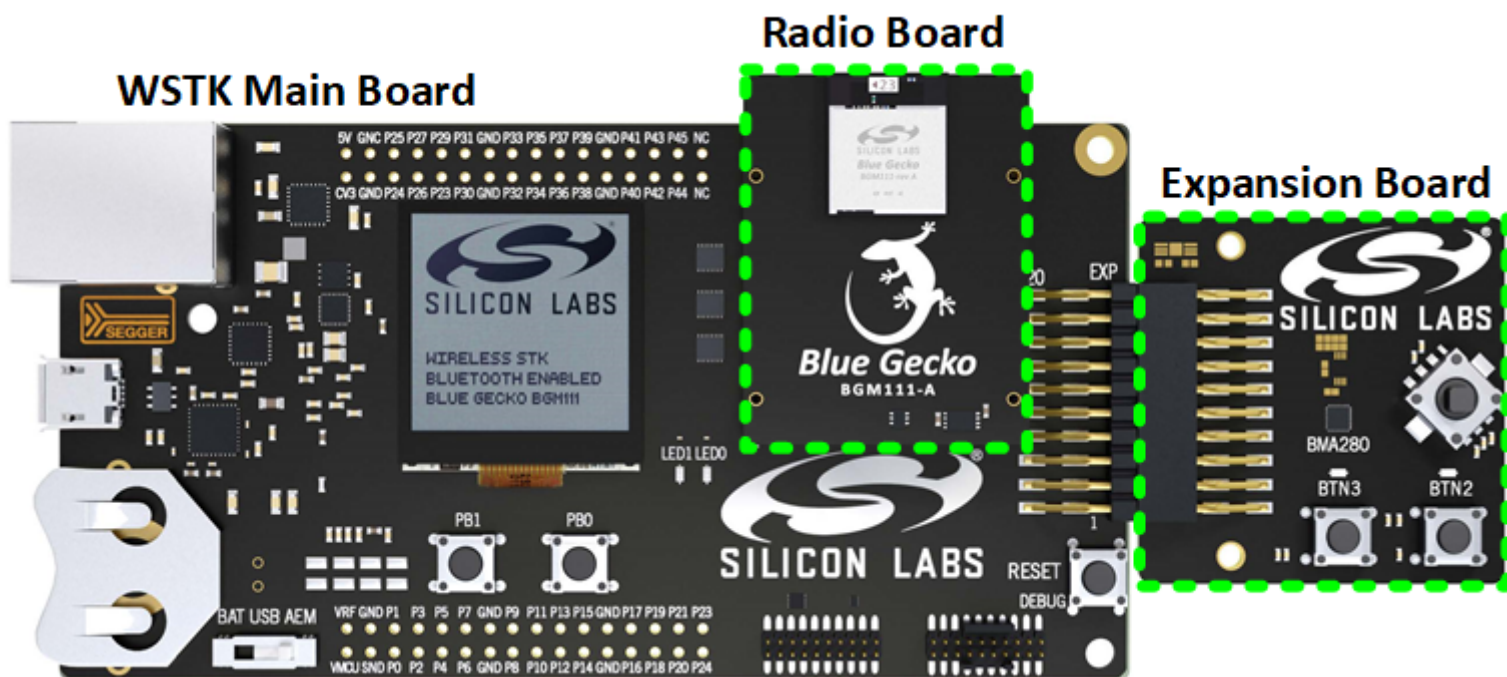 Radio Board
WSTK Main Board
Expansion Board
5V GNC P25 P27 P29 P31 GND P33 P35 P37 P39 GND P41 P43 P45 NC
CV3 GND P24 P26 P23 P30 GND P32 P34 P36 P38 GND P40 P42 P44 NC
SILICON LABS
WIRELESS STK
BLUETOOTH ENABLED
BLUE GECKO BGM111
SEGGER
SILICON LABS
Blue Gecko
Blue Gecko
BGM111-A
20 EXP
1
SILICON LABS
BMA280
BTN3 BTN2
LED1 LED0
PB1 PB0
SILICON LABS
RESET
DEBUG
BAT USB AEM
VRF GND P1 P3 P5 P7 GND P9 P11 P13 P15 GND P17 P19 P21 P23
VMCU SND P0 P2 P4 P6 GND P8 P10 P12 P14 GND P16 P18 P20 P24